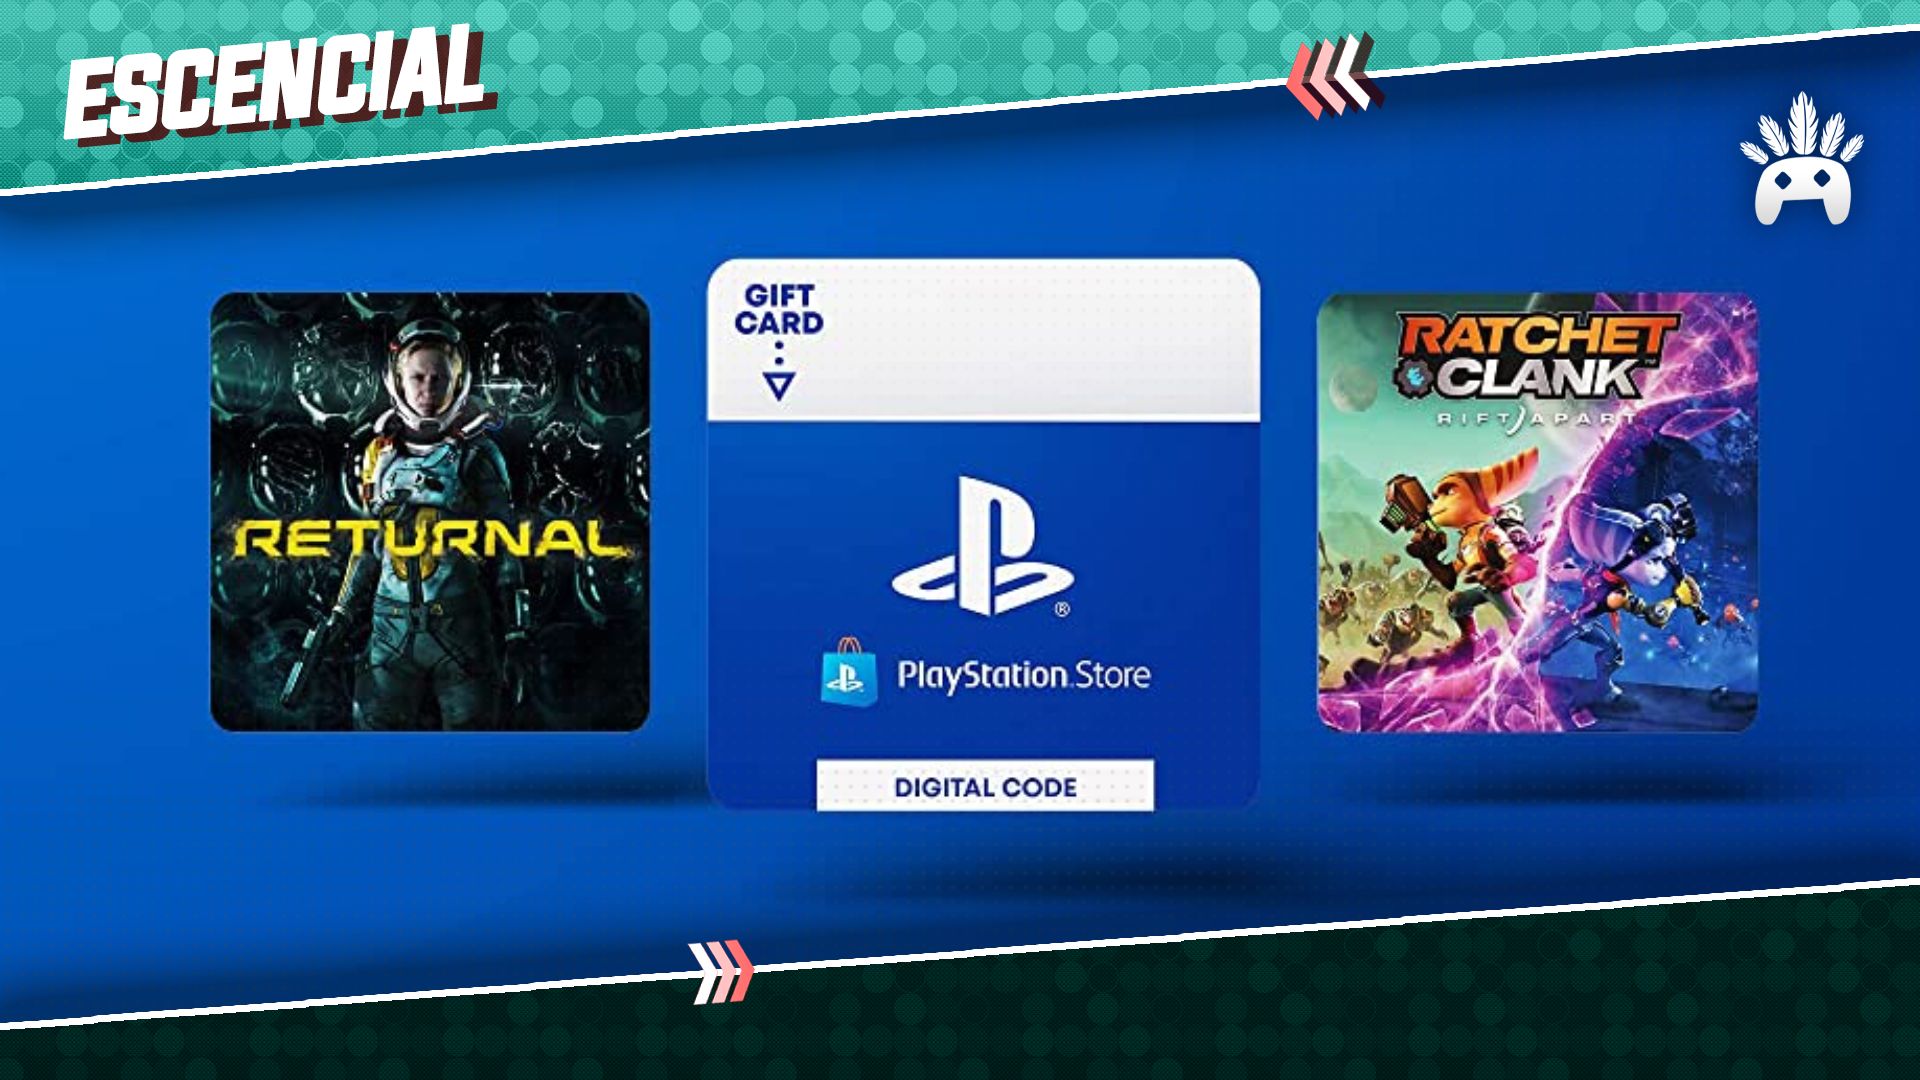 ESCENCIAL
RETURNAL
GIFT
CARD
PlayStation.Store
DIGITAL CODE
RATCHET
CLANK
RIFT APART